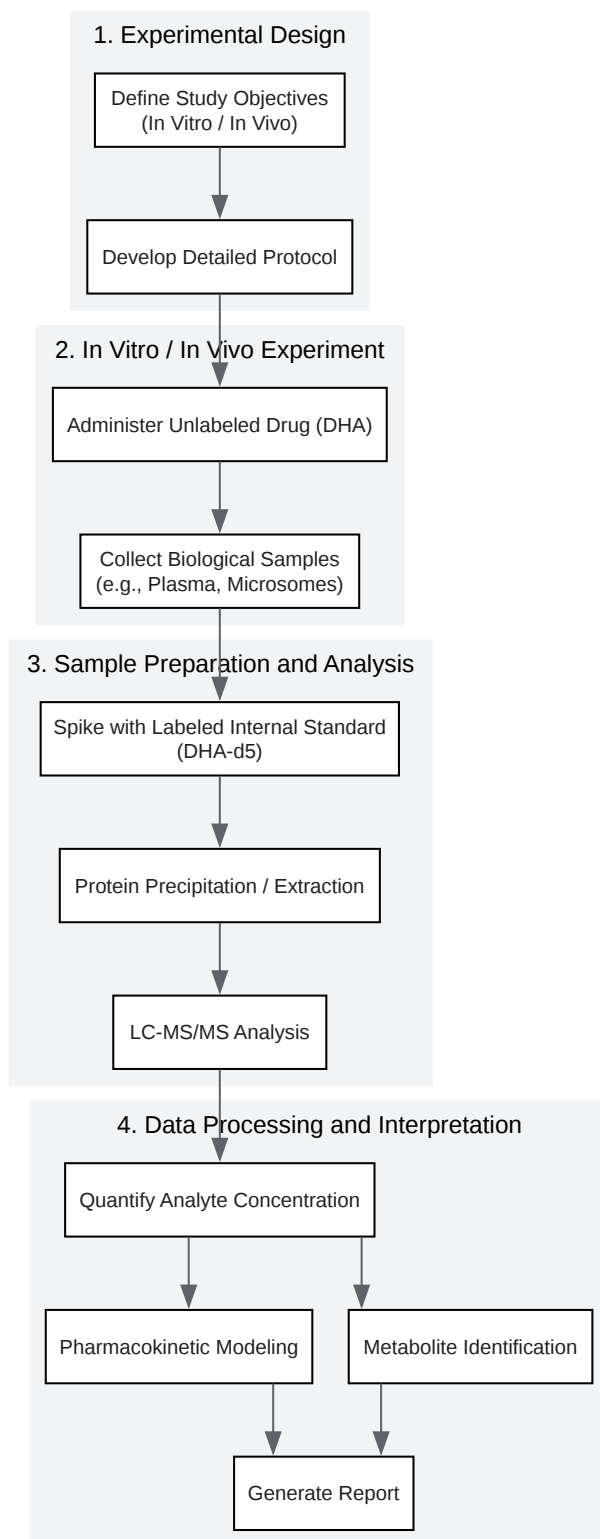 1. Experimental Design
Define Study Objectives
(In Vitro / In Vivo)
Develop Detailed Protocol
2. In Vitro / In Vivo Experiment
Administer Unlabeled Drug (DHA)
Collect Biological Samples
(e.g., Plasma, Microsomes)
3. Sample Preparation and Analysis
Spike with Labeled Internal Standard
(DHA-d5)
Protein Precipitation / Extraction
LC-MS/MS Analysis
4. Data Processing and Interpretation
Quantify Analyte Concentration
Pharmacokinetic Modeling
Metabolite Identification
Generate Report